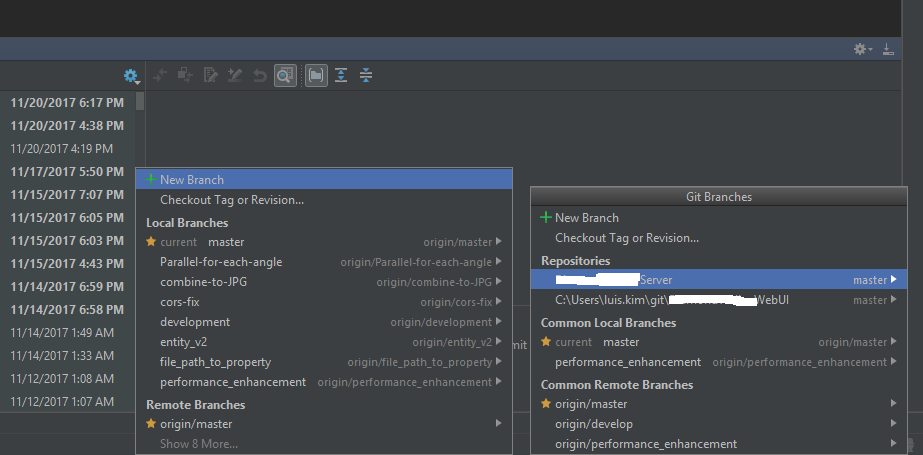 11/20/2017 6:17 PM
11/20/2017 4:38 PM
11/20/2017 4:19 PM
11/17/2017 5:50 PM
11/15/2017 7:07 PM
11/15/2017 6:05 PM
11/15/2017 6:03 PM
11/15/2017 4:43 PM
11/14/2017 6:59 PM
11/14/2017 6:58 PM
11/14/2017 1:49 AM
11/14/2017 1:33 AM
11/12/2017 1:08 AM
11/12/2017 1:07 AM
New Branch
Checkout Tag or Revision...
Local Branches
current master origin/master
Parallel-for-each-angle origin/Parallel-for-each-angle
combine-to-JPG origin/combine-to-JPG
cors-fix origin/cors-fix
development origin/development
entity_v2 origin/entity_v2
file_path_to_property origin/file_path_to_property
performance_enhancement origin/performance_enhancement
Remote Branches
origin/master
Show 8 More...
mit
Git Branches
New Branch
Checkout Tag or Revision...
Repositories
Server master
C:\Users\luis.kim\git\ WebUI master
Common Local Branches
current master origin/master
performance_enhancement origin/performance_enhancement
Common Remote Branches
origin/master
origin/develop
origin/performance_enhancement